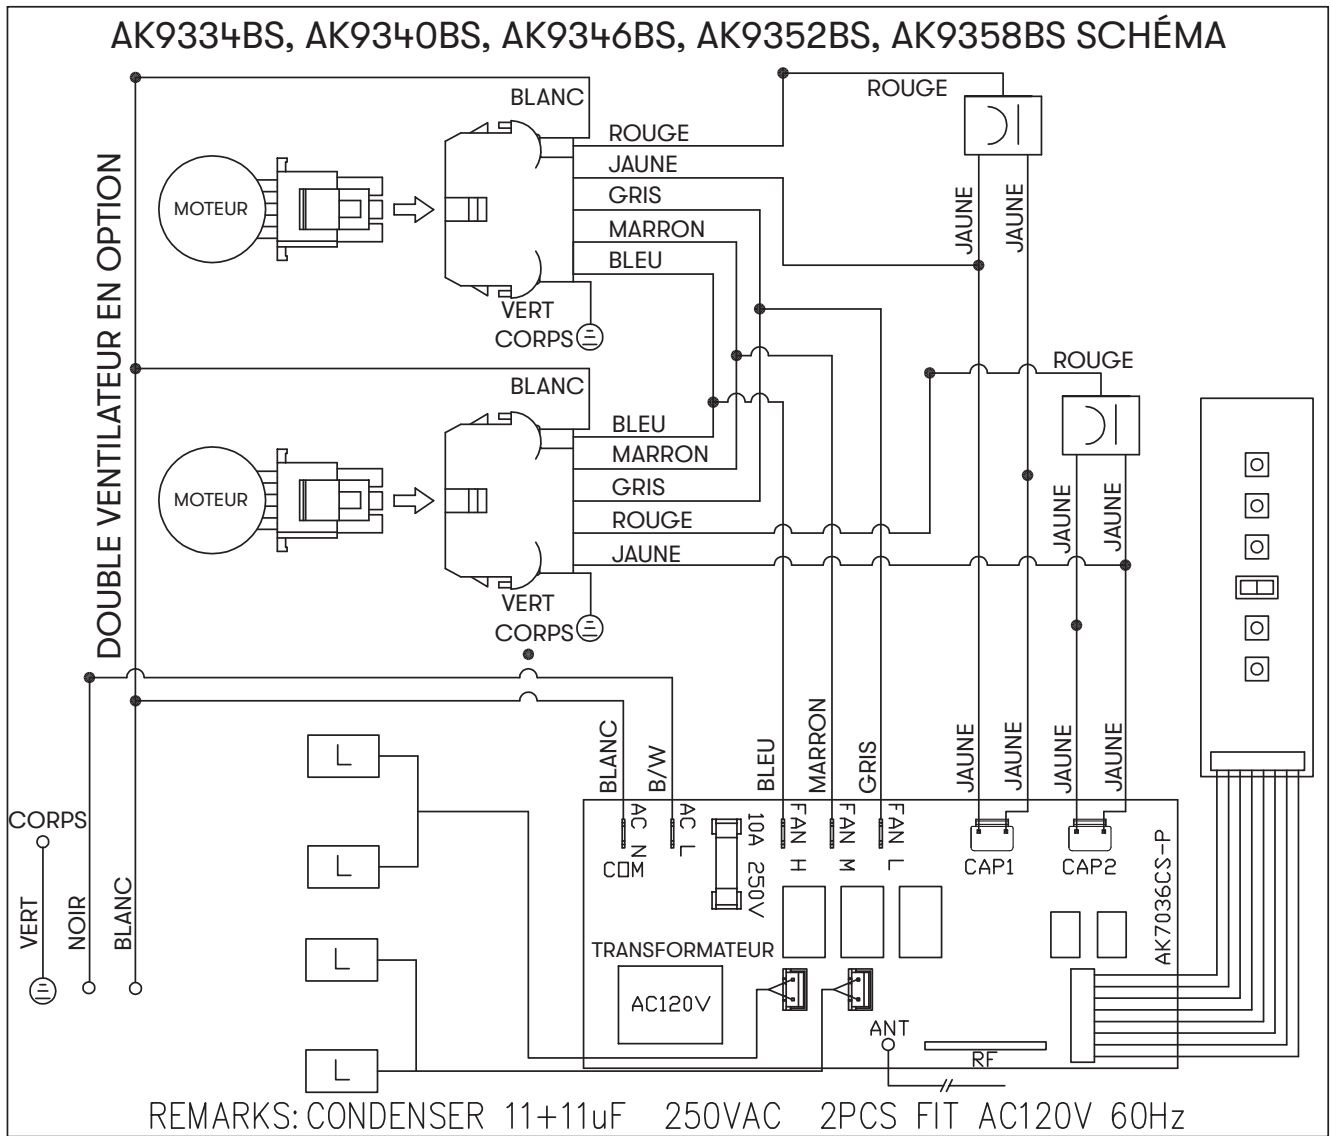 AK9334BS, AK9340BS, AK9346BS, AK9352BS, AK9358BS SCHÉMA
DOUBLE VENTILATEUR EN OPTION
BLANC
ROUGE
JAUNE
GRIS
MARRON
BLEU
VERT
CORPS
MOTEUR
ROUGE
JAUNE
JAUNE
BLANC
BLEU
MARRON
GRIS
ROUGE
JAUNE
VERT
CORPS
MOTEUR
ROUGE
JAUNE
JAUNE
BLANC
B/W
BLEU
MARRON
GRIS
JAUNE
JAUNE
JAUNE
JAUNE
L
L
L
L
CORPS
VERT
NOIR
BLANC
AC N
COM
AC L
10A 250V
FAN H
FAN M
FAN L
CAP1
CAP2
AK7036CS-P
TRANSFORMATEUR
AC120V
ANT
RF
REMARKS: CONDENSER 11+11uF 250VAC 2PCS FIT AC120V 60Hz